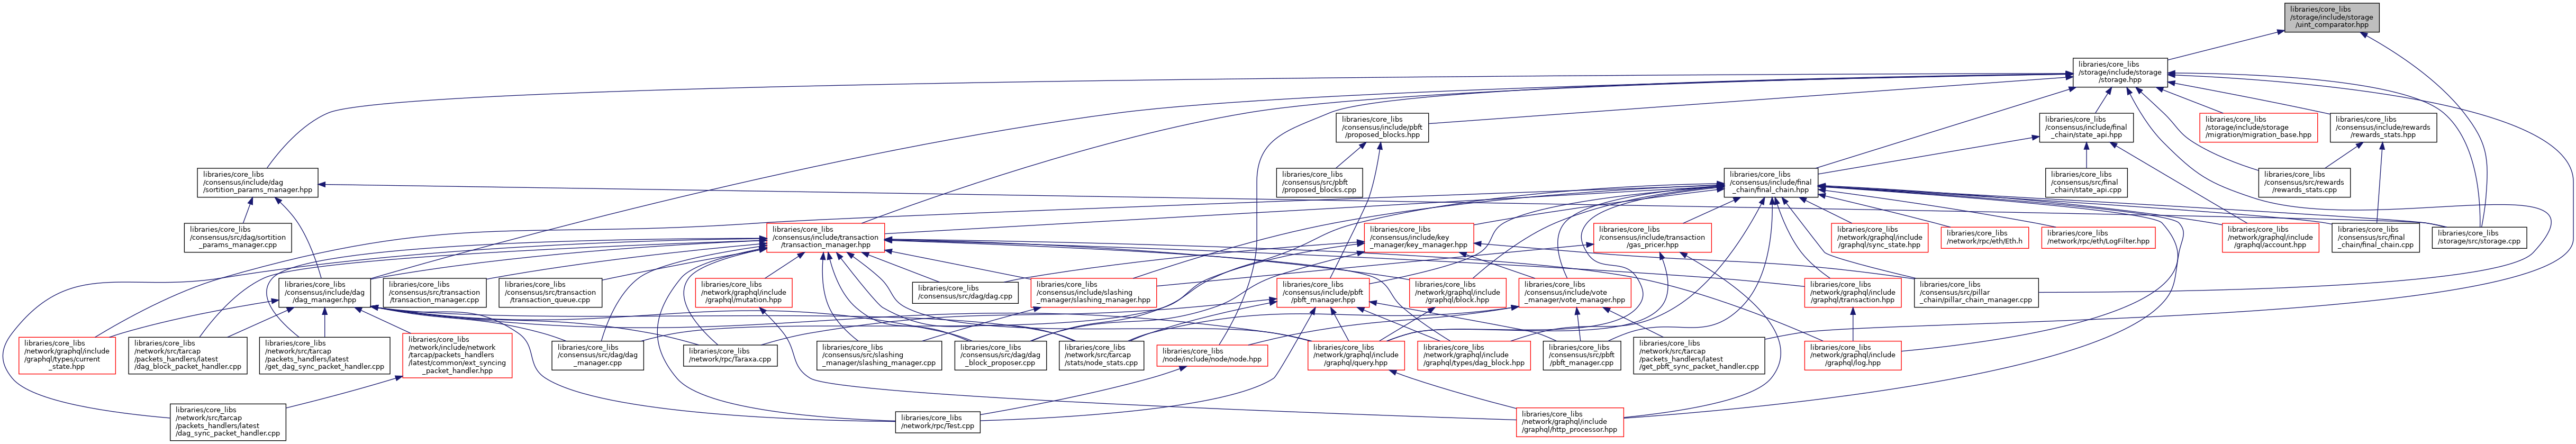 libraries/core_libs
/storage/include/storage
/uint_comparator.hpp
libraries/core_libs
/storage/include/storage
/storage.hpp
libraries/core_libs
/consensus/include/pbft
/proposed_blocks.hpp
libraries/core_libs
/consensus/include/final
_chain/state_api.hpp
libraries/core_libs
/storage/include/storage
/migration/migration_base.hpp
libraries/core_libs
/consensus/include/rewards
/rewards_stats.hpp
libraries/core_libs
/consensus/include/dag
/sortition_params_manager.hpp
libraries/core_libs
/consensus/src/pbft
/proposed_blocks.cpp
libraries/core_libs
/consensus/include/final
_chain/final_chain.hpp
libraries/core_libs
/consensus/src/final
_chain/state_api.cpp
libraries/core_libs
/consensus/src/rewards
/rewards_stats.cpp
libraries/core_libs
/consensus/src/dag/sortition
_params_manager.cpp
libraries/core_libs
/consensus/include/transaction
/transaction_manager.hpp
libraries/core_libs
/consensus/include/key
_manager/key_manager.hpp
libraries/core_libs
/consensus/include/transaction
/gas_pricer.hpp
libraries/core_libs
/network/graphql/include
/graphql/sync_state.hpp
libraries/core_libs
/network/rpc/eth/Eth.h
libraries/core_libs
/network/rpc/eth/LogFilter.hpp
libraries/core_libs
/network/graphql/include
/graphql/account.hpp
libraries/core_libs
/consensus/src/final
_chain/final_chain.cpp
libraries/core_libs
/storage/src/storage.cpp
libraries/core_libs
/consensus/include/dag
/dag_manager.hpp
libraries/core_libs
/consensus/src/transaction
/transaction_manager.cpp
libraries/core_libs
/consensus/src/transaction
/transaction_queue.cpp
libraries/core_libs
/network/graphql/include
/graphql/mutation.hpp
libraries/core_libs
/consensus/src/dag/dag.cpp
libraries/core_libs
/consensus/include/slashing
_manager/slashing_manager.hpp
libraries/core_libs
/consensus/include/pbft
/pbft_manager.hpp
libraries/core_libs
/network/graphql/include
/graphql/block.hpp
libraries/core_libs
/consensus/include/vote
_manager/vote_manager.hpp
libraries/core_libs
/network/graphql/include
/graphql/transaction.hpp
libraries/core_libs
/consensus/src/pillar
_chain/pillar_chain_manager.cpp
libraries/core_libs
/network/graphql/include
/graphql/types/current
_state.hpp
libraries/core_libs
/network/src/tarcap
/packets_handlers/latest
/dag_block_packet_handler.cpp
libraries/core_libs
/network/src/tarcap
/packets_handlers/latest
/get_dag_sync_packet_handler.cpp
libraries/core_libs
/network/include/network
/tarcap/packets_handlers
/latest/common/ext_syncing
_packet_handler.hpp
libraries/core_libs
/consensus/src/dag/dag
_manager.cpp
libraries/core_libs
/network/rpc/Taraxa.cpp
libraries/core_libs
/consensus/src/slashing
_manager/slashing_manager.cpp
libraries/core_libs
/consensus/src/dag/dag
_block_proposer.cpp
libraries/core_libs
/network/src/tarcap
/stats/node_stats.cpp
libraries/core_libs
/node/include/node/node.hpp
libraries/core_libs
/network/graphql/include
/graphql/query.hpp
libraries/core_libs
/network/graphql/include
/graphql/types/dag_block.hpp
libraries/core_libs
/consensus/src/pbft
/pbft_manager.cpp
libraries/core_libs
/network/src/tarcap
/packets_handlers/latest
/get_pbft_sync_packet_handler.cpp
libraries/core_libs
/network/graphql/include
/graphql/log.hpp
libraries/core_libs
/network/src/tarcap
/packets_handlers/latest
/dag_sync_packet_handler.cpp
libraries/core_libs
/network/rpc/Test.cpp
libraries/core_libs
/network/graphql/include
/graphql/http_processor.hpp